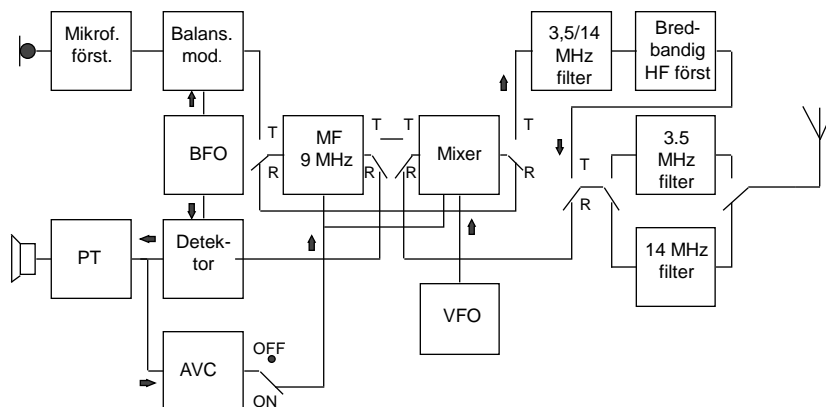 Mikrof.
först.
Balans.
mod.
3,5/14
MHz
filter
Bred-
bandig
HF först
T
BFO
MF
9 MHz
T
T
Mixer
T
R
R
R
R
T
R
3.5
MHz
filter
PT
Detek-
tor
14 MHz
filter
VFO
AVC
OFF
ON